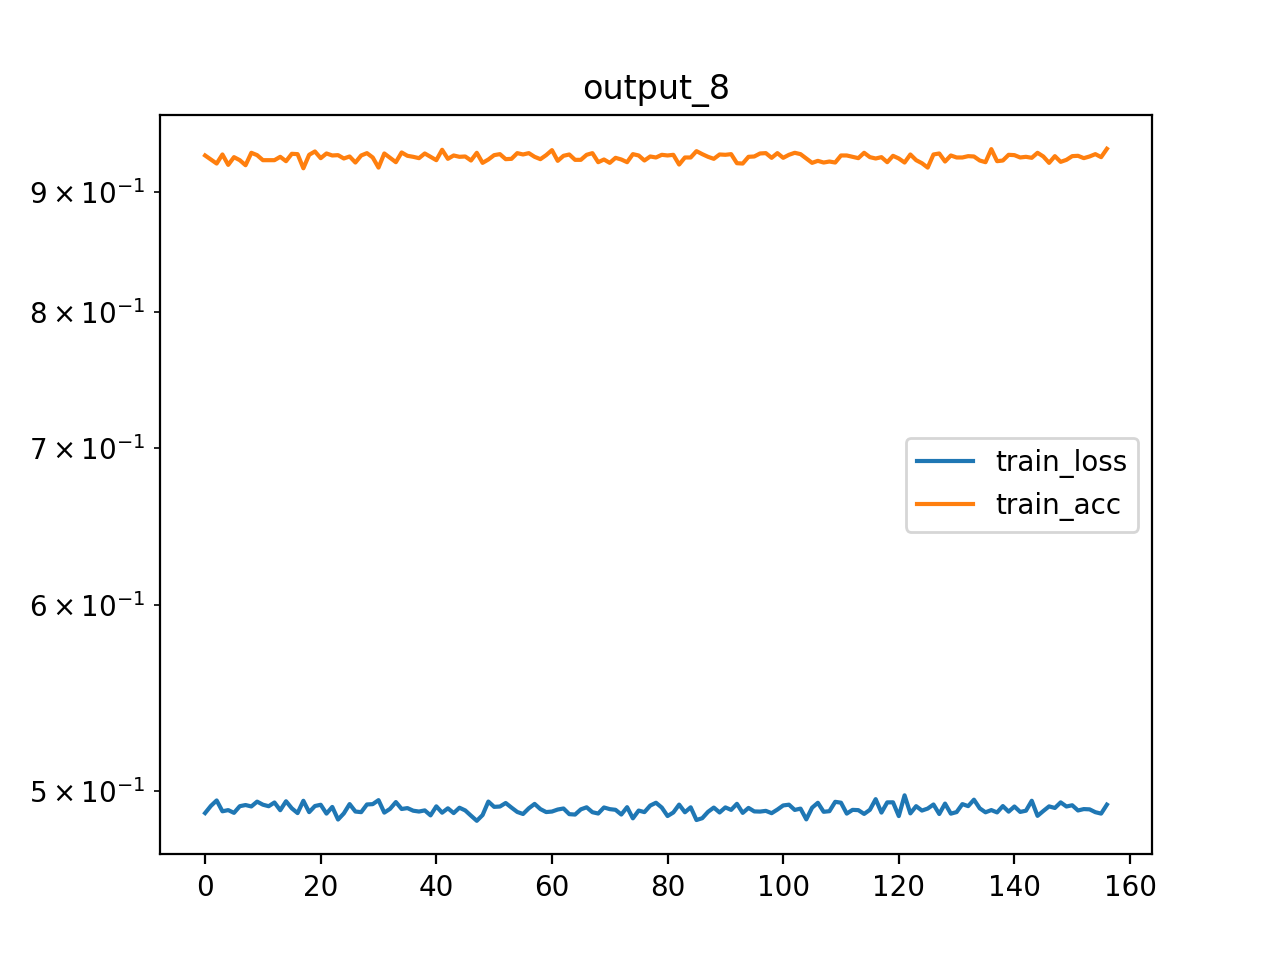 output_8
9 × 10⁻¹
8 × 10⁻¹
7 × 10⁻¹
6 × 10⁻¹
5 × 10⁻¹
train_loss
train_acc
0 20 40 60 80 100 120 140 160